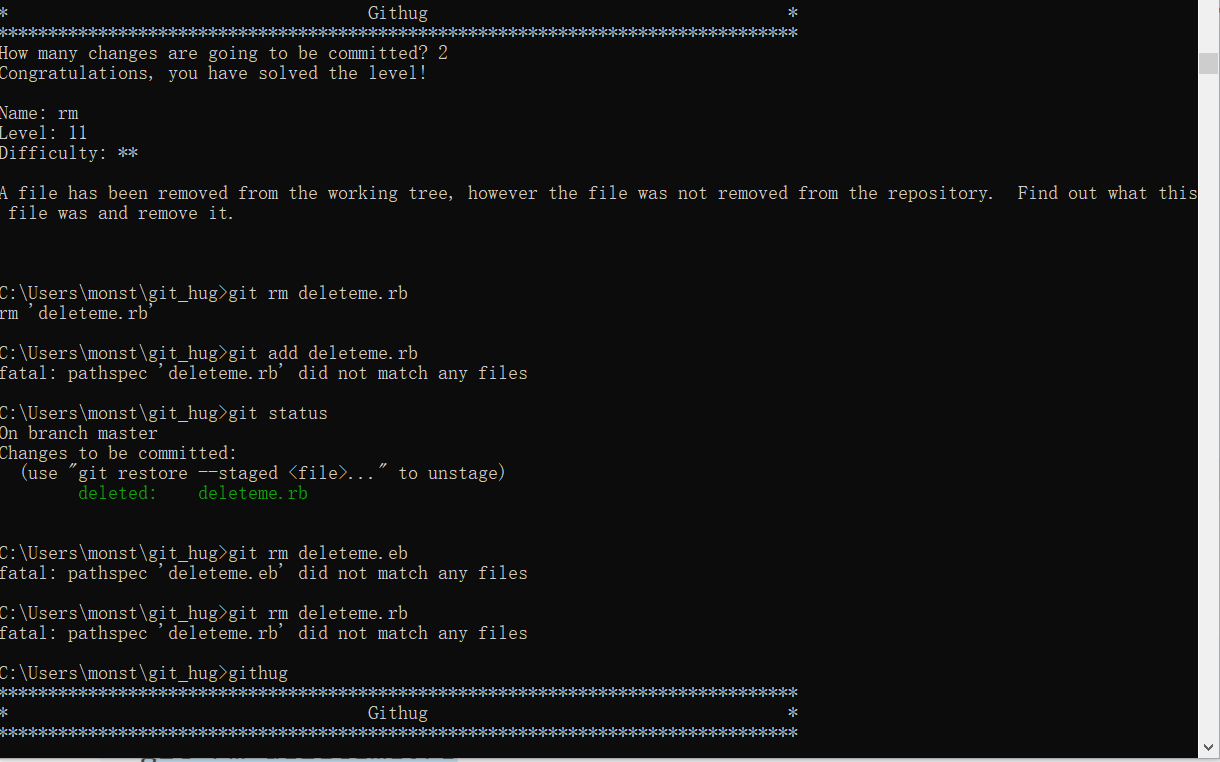 * Githug *
********************************************************************************
How many changes are going to be committed? 2
Congratulations, you have solved the level!
Name: rm
Level: 11
Difficulty: **
A file has been removed from the working tree, however the file was not removed from the repository.  Find out what this
 file was and remove it.
C:\Users\monst\git_hug>git rm deleteme.rb
rm 'deleteme.rb'
C:\Users\monst\git_hug>git add deleteme.rb
fatal: pathspec 'deleteme.rb' did not match any files
C:\Users\monst\git_hug>git status
On branch master
Changes to be committed:
  (use "git restore --staged <file>..." to unstage)
        deleted:    deleteme.rb
C:\Users\monst\git_hug>git rm deleteme.eb
fatal: pathspec 'deleteme.eb' did not match any files
C:\Users\monst\git_hug>git rm deleteme.rb
fatal: pathspec 'deleteme.rb' did not match any files
C:\Users\monst\git_hug>githug
********************************************************************************
* Githug *
********************************************************************************